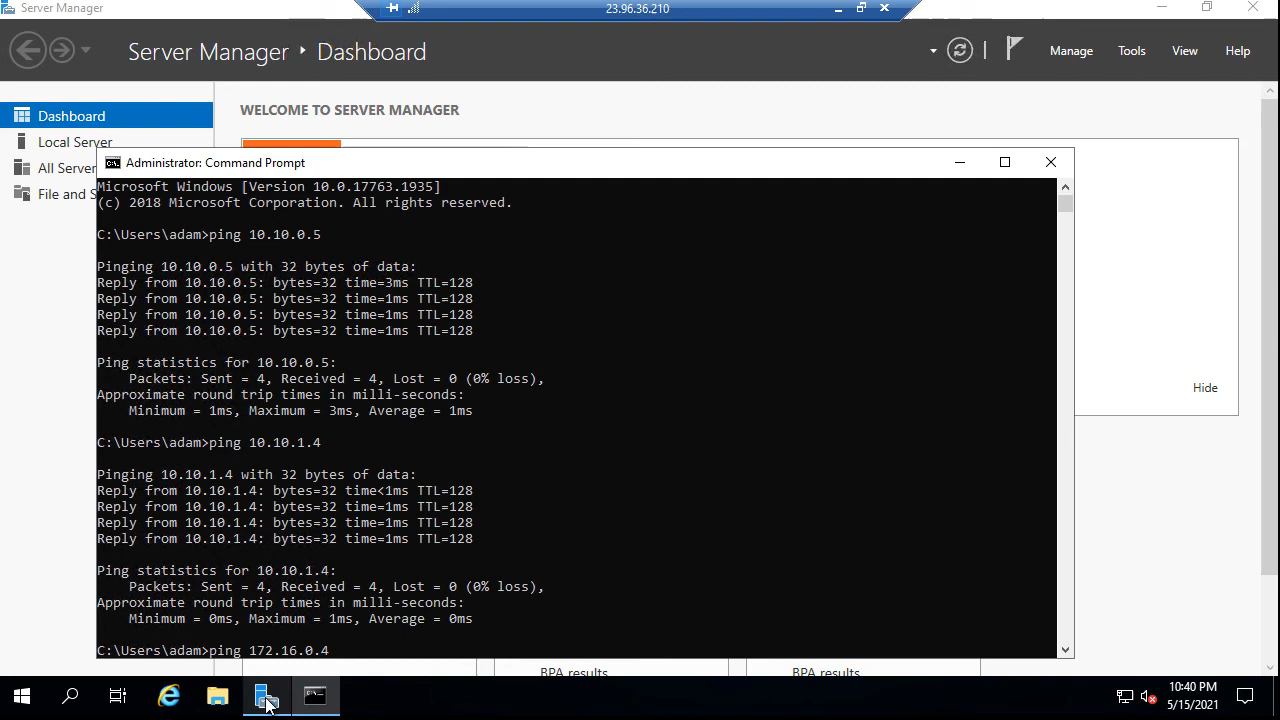 Server Manager
23.96.36.210
Server Manager ‣ Dashboard
Manage
Tools
View
Help
Dashboard
WELCOME TO SERVER MANAGER
Local Server
All Server
File and S
Administrator: Command Prompt
Microsoft Windows [Version 10.0.17763.1935]
(c) 2018 Microsoft Corporation. All rights reserved.
C:\Users\adam>ping 10.10.0.5
Pinging 10.10.0.5 with 32 bytes of data:
Reply from 10.10.0.5: bytes=32 time=3ms TTL=128
Reply from 10.10.0.5: bytes=32 time=1ms TTL=128
Reply from 10.10.0.5: bytes=32 time=1ms TTL=128
Reply from 10.10.0.5: bytes=32 time=1ms TTL=128
Ping statistics for 10.10.0.5:
Packets: Sent = 4, Received = 4, Lost = 0 (0% loss),
Approximate round trip times in milli-seconds:
Minimum = 1ms, Maximum = 3ms, Average = 1ms
C:\Users\adam>ping 10.10.1.4
Pinging 10.10.1.4 with 32 bytes of data:
Reply from 10.10.1.4: bytes=32 time<1ms TTL=128
Reply from 10.10.1.4: bytes=32 time=1ms TTL=128
Reply from 10.10.1.4: bytes=32 time=1ms TTL=128
Reply from 10.10.1.4: bytes=32 time=1ms TTL=128
Ping statistics for 10.10.1.4:
Packets: Sent = 4, Received = 4, Lost = 0 (0% loss),
Approximate round trip times in milli-seconds:
Minimum = 0ms, Maximum = 1ms, Average = 0ms
C:\Users\adam>ping 172.16.0.4
Hide
BPA results
BPA results
10:40 PM
5/15/2021